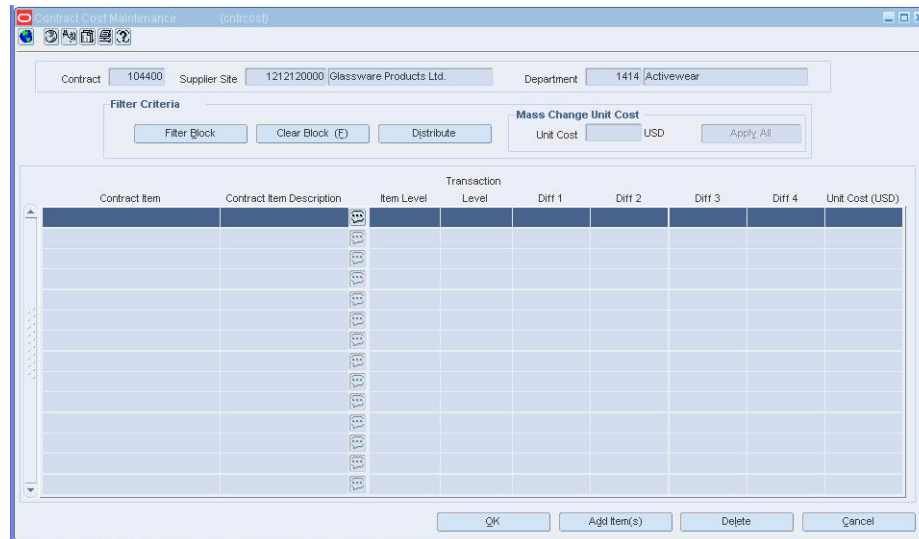 Contract Cost Maintenance (cntrcost)
Contract 104400 Supplier Site 1212120000 Glassware Products Ltd. Department 1414 Activewear
Filter Criteria
Mass Change Unit Cost
Filter Block Clear Block (F) Distribute Unit Cost USD Apply All
Transaction
Contract Item Contract Item Description Item Level Level Diff 1 Diff 2 Diff 3 Diff 4 Unit Cost (USD)
OK Add Item(s) Delete Cancel